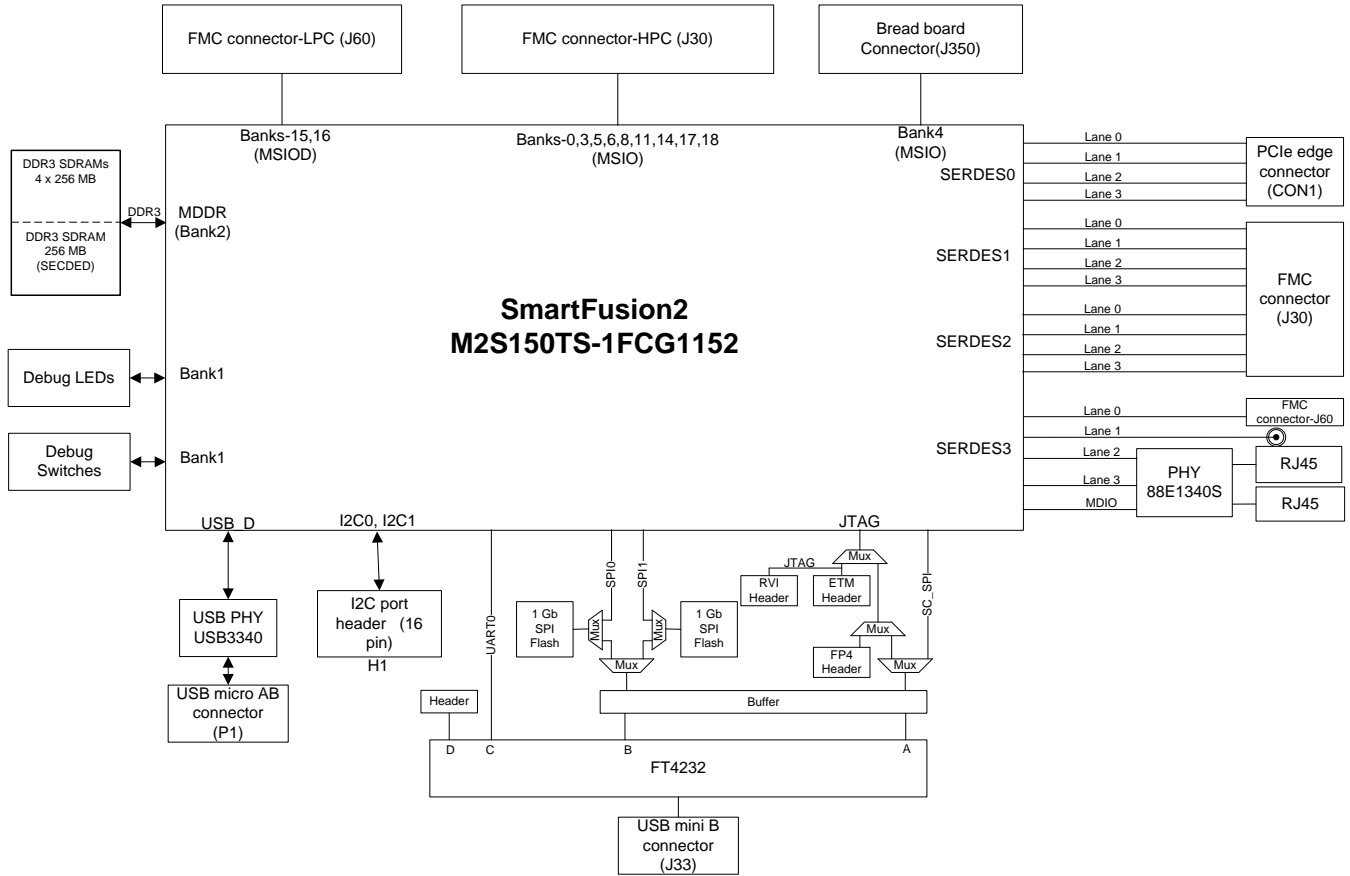 FMC connector-LPC (J60)
FMC connector-HPC (J30)
Bread board
Connector(J350)
Banks-15,16
(MSIOD)
Banks-0,3,5,6,8,11,14,17,18
(MSIO)
Bank4
(MSIO)
DDR3 SDRAMs
4 x 256 MB
DDR3 SDRAM
256 MB
(SECDED)
DDR3
MDDR
(Bank2)
SmartFusion2
M2S150TS-1FCG1152
SERDES0
Lane 0
Lane 1
Lane 2
Lane 3
PCIe edge
connector
(CON1)
SERDES1
Lane 0
Lane 1
Lane 2
Lane 3
SERDES2
Lane 0
Lane 1
Lane 2
Lane 3
FMC
connector
(J30)
Debug LEDs
Bank1
Debug
Switches
Bank1
SERDES3
Lane 0
Lane 1
Lane 2
Lane 3
MDIO
FMC
connector-J60
PHY
88E1340S
RJ45
RJ45
USB_D
I2C0, I2C1
JTAG
USB PHY
USB3340
USB micro AB
connector
(P1)
I2C port
header (16
pin)
H1
UART0
SPI0
SPI1
1 Gb
SPI
Flash
Mux
Mux
1 Gb
SPI
Flash
Mux
Mux
JTAG
RVI
Header
ETM
Header
SC_SPI
Mux
FP4
Header
Mux
Header
Buffer
D
C
B
A
FT4232
USB mini B
connector
(J33)